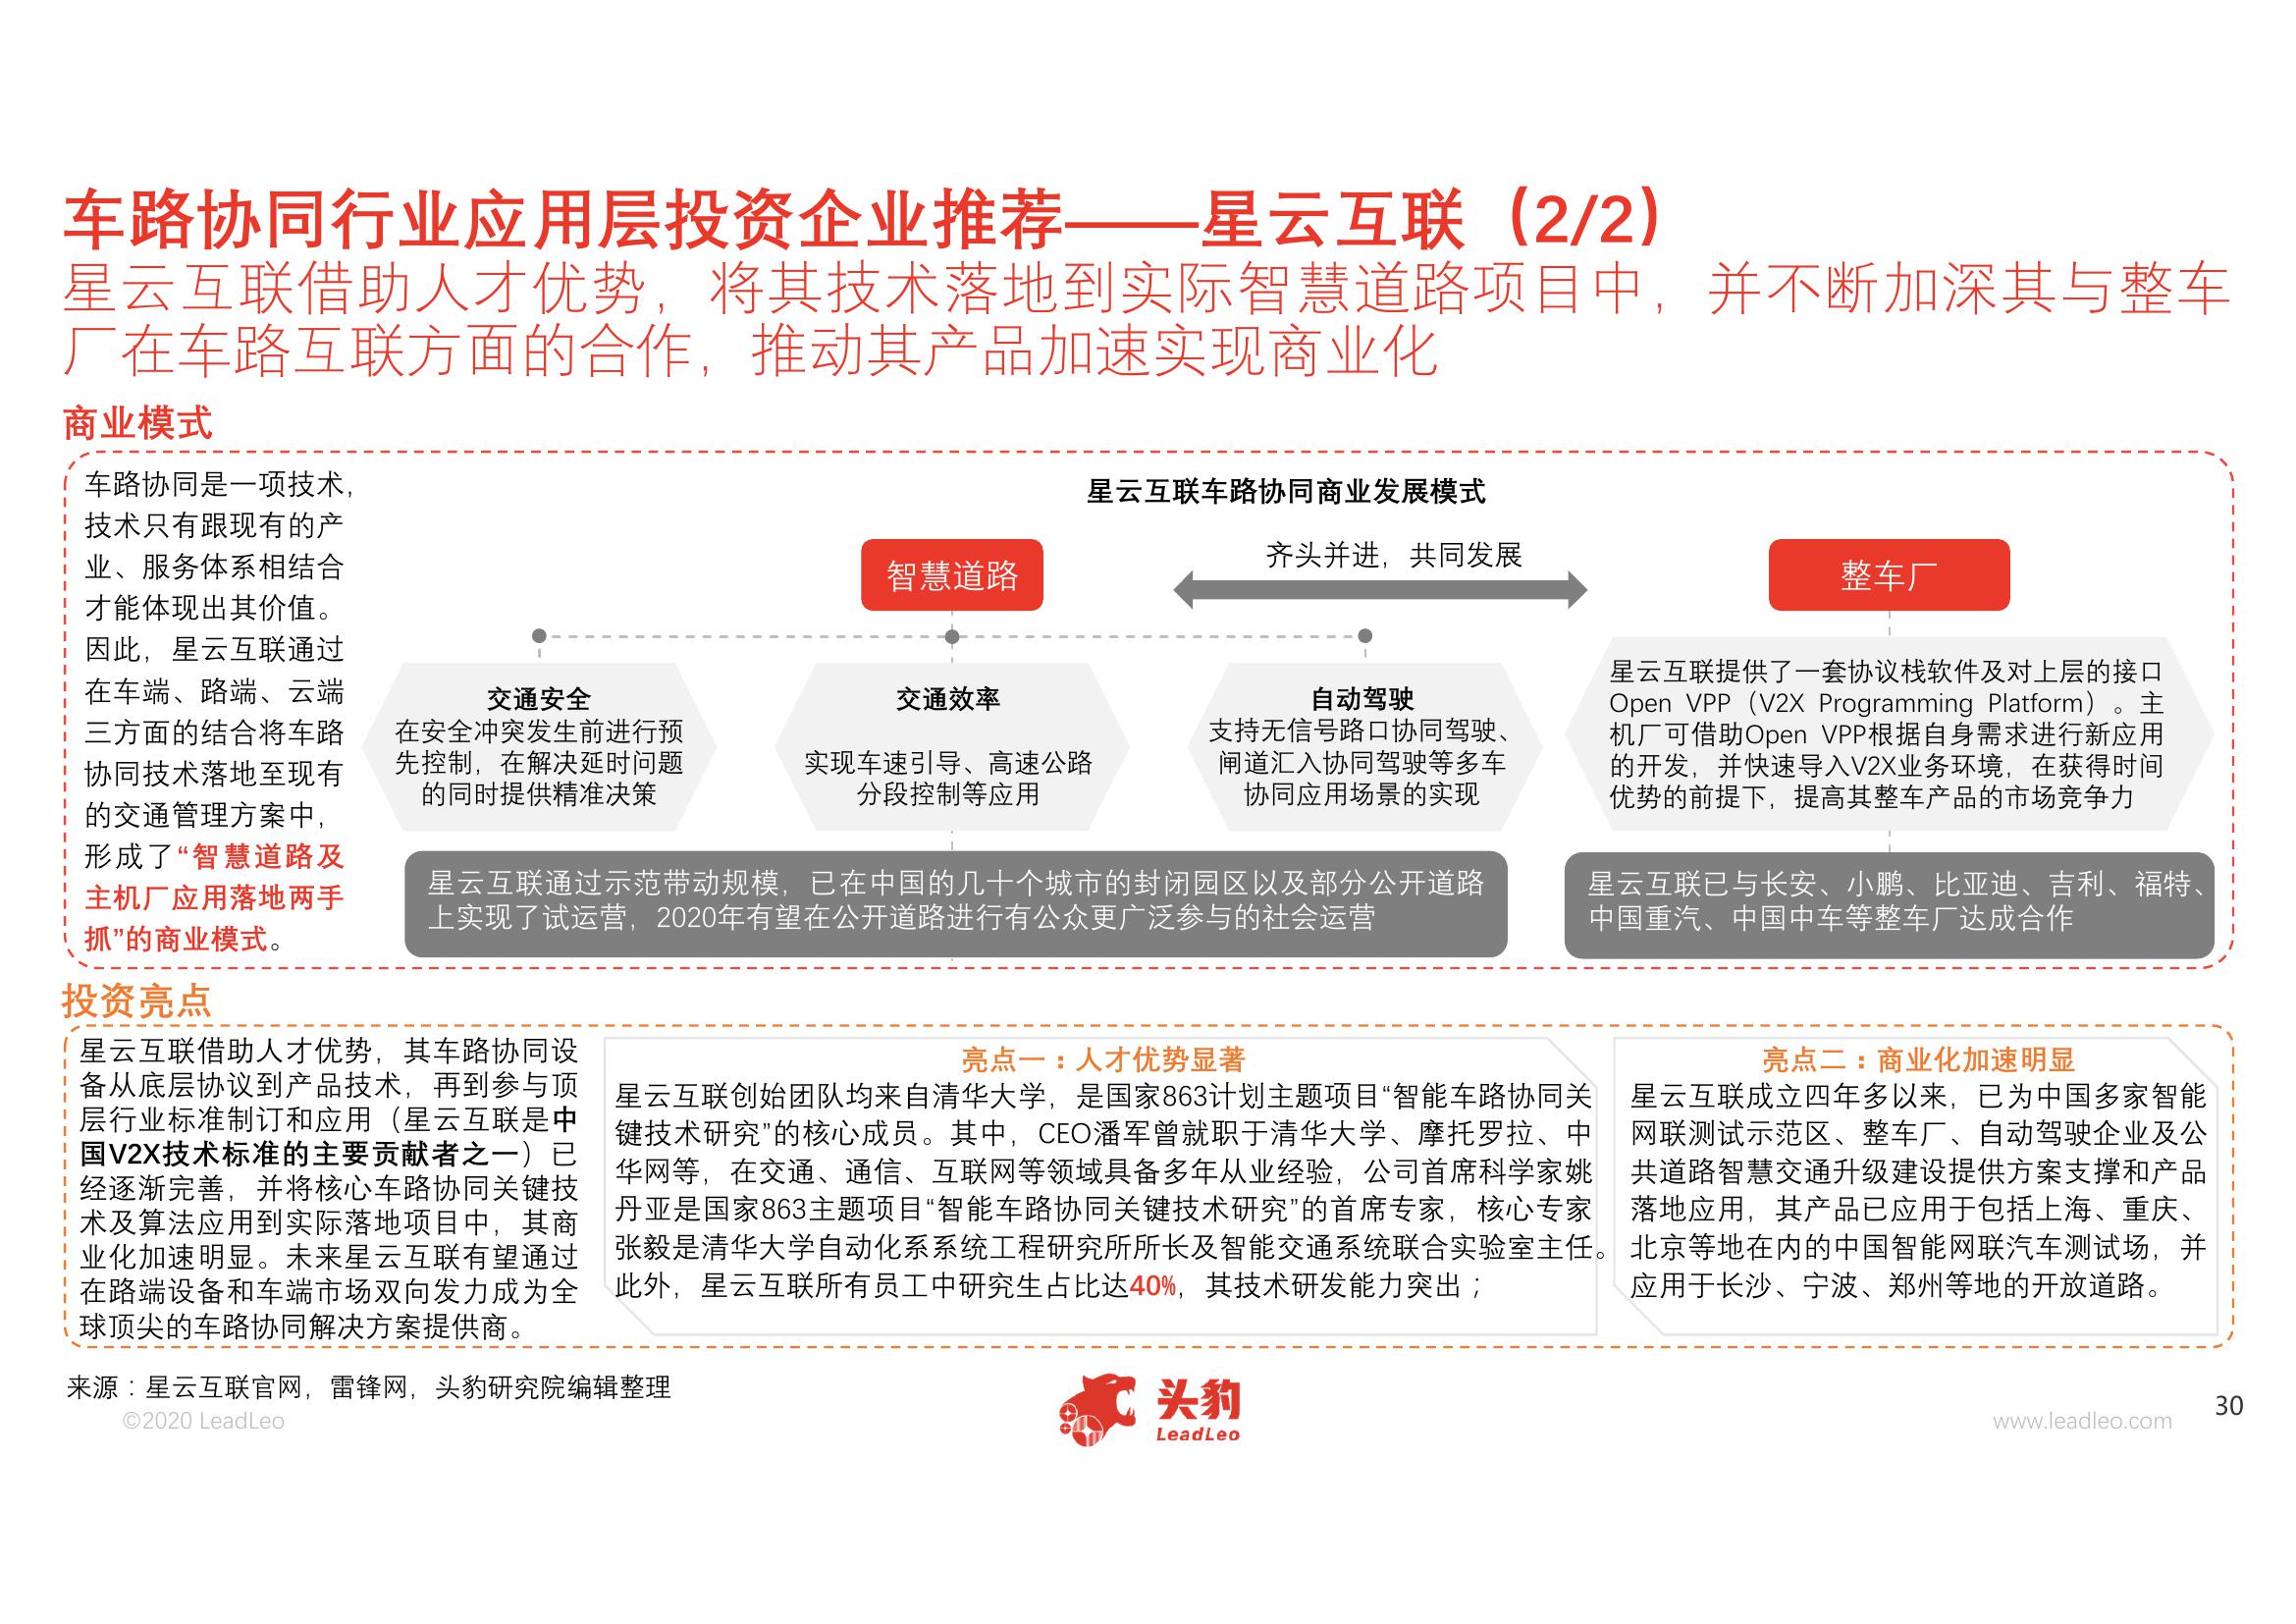 车路协同行业应用层投资企业推荐——星云互联（2/2）
星云互联借助人才优势，将其技术落地到实际智慧道路项目中，并不断加深其与整车
厂在车路互联方面的合作，推动其产品加速实现商业化
商业模式
车路协同是一项技术，
技术只有跟现有的产
业、服务体系相结合
才能体现出其价值。
因此，星云互联通过
在车端、路端、云端
三方面的结合将车路
协同技术落地至现有
的交通管理方案中，
形成了“智慧道路及
主机厂应用落地两手
抓”的商业模式。
星云互联车路协同商业发展模式
智慧道路
齐头并进，共同发展
整车厂
交通安全
在安全冲突发生前进行预
先控制，在解决延时问题
的同时提供精准决策
交通效率
实现车速引导、高速公路
分段控制等应用
自动驾驶
支持无信号路口协同驾驶、
闸道汇入协同驾驶等多车
协同应用场景的实现
星云互联提供了一套协议栈软件及对上层的接口
Open VPP（V2X Programming Platform）。主
机厂可借助Open VPP根据自身需求进行新应用
的开发，并快速导入V2X业务环境，在获得时间
优势的前提下，提高其整车产品的市场竞争力
星云互联通过示范带动规模，已在中国的几十个城市的封闭园区以及部分公开道路
上实现了试运营，2020年有望在公开道路进行有公众更广泛参与的社会运营
星云互联已与长安、小鹏、比亚迪、吉利、福特、
中国重汽、中国中车等整车厂达成合作
投资亮点
星云互联借助人才优势，其车路协同设
备从底层协议到产品技术，再到参与顶
层行业标准制订和应用（星云互联是中
国V2X技术标准的主要贡献者之一）已
经逐渐完善，并将核心车路协同关键技
术及算法应用到实际落地项目中，其商
业化加速明显。未来星云互联有望通过
在路端设备和车端市场双向发力成为全
球顶尖的车路协同解决方案提供商。
亮点一：人才优势显著
星云互联创始团队均来自清华大学，是国家863计划主题项目“智能车路协同关
键技术研究”的核心成员。其中，CEO潘军曾就职于清华大学、摩托罗拉、中
华网等，在交通、通信、互联网等领域具备多年从业经验，公司首席科学家姚
丹亚是国家863主题项目“智能车路协同关键技术研究”的首席专家，核心专家
张毅是清华大学自动化系系统工程研究所所长及智能交通系统联合实验室主任。
此外，星云互联所有员工中研究生占比达40%，其技术研发能力突出；
亮点二：商业化加速明显
星云互联成立四年多以来，已为中国多家智能
网联测试示范区、整车厂、自动驾驶企业及公
共道路智慧交通升级建设提供方案支撑和产品
落地应用，其产品已应用于包括上海、重庆、
北京等地在内的中国智能网联汽车测试场，并
应用于长沙、宁波、郑州等地的开放道路。
来源：星云互联官网，雷锋网，头豹研究院编辑整理
©2020 LeadLeo
头豹
LeadLeo
www.leadleo.com
30